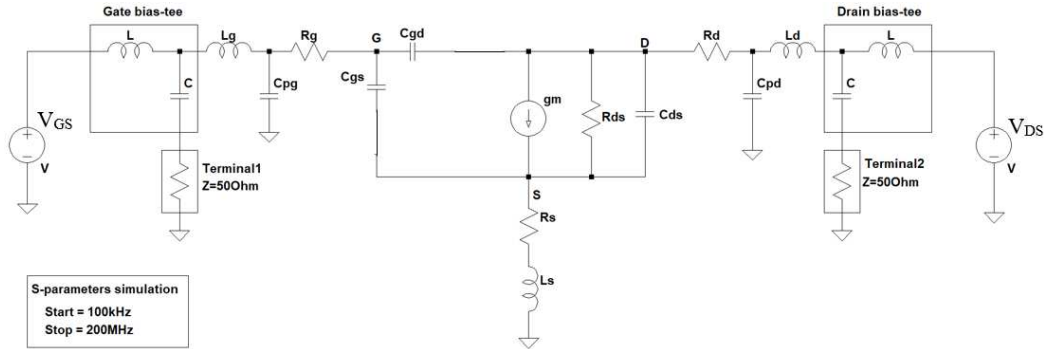 Gate bias-tee
Drain bias-tee
L
Lg
Rg
G
Cgd
D
Rd
Ld
L
C
Cpg
Cgs
gm
Rds
Cds
Cpd
C
VGS
V
VDS
V
Terminal1
Z=50Ohm
Terminal2
Z=50Ohm
S
Rs
Ls
S-parameters simulation
Start = 100kHz
Stop = 200MHz